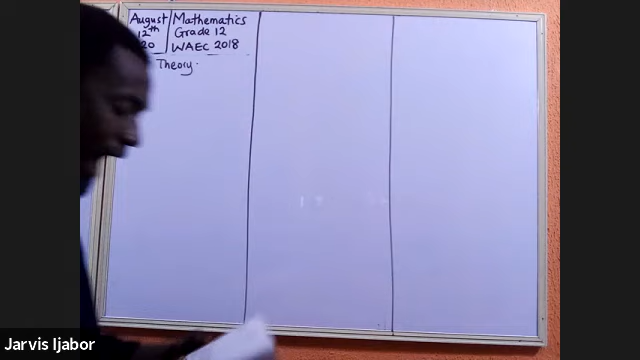 August
12th
20
Mathematics
Grade 12
WAEC 2018
Theory.
Jarvis Ijabor